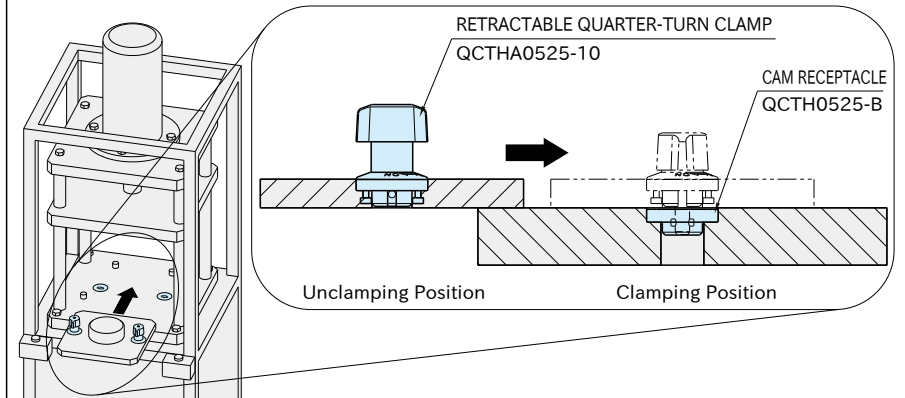 RETRACTABLE QUARTER-TURN CLAMP
QCTHA0525-10
CAM RECEPTACLE
QCTH0525-B
Unclamping Position
Clamping Position